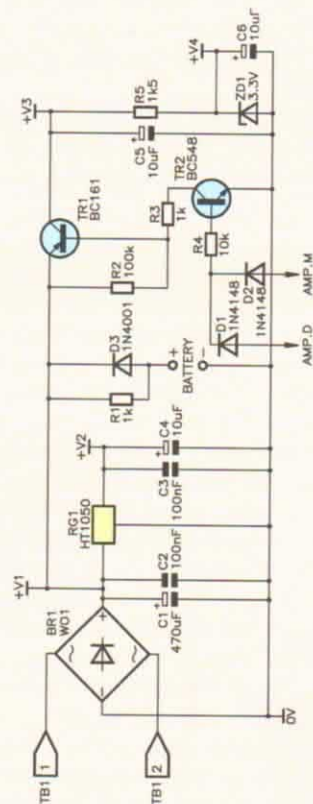 TB1 1
TB1 2
BR1
W01
+V1
0V
C1
470uF
+
C2
100nF
RG1
HT1050
+V2
C3
100nF
C4
10uF
+
R1
1k
D3
1N4001
BATTERY
+
−
R2
100k
TR1
BC161
R3
1k
TR2
BC548
R4
10k
D1
1N4148
D2
1N4148
AMP.D
AMP.M
+V3
C5
10uF
+
R5
1k5
+V4
ZD1
3.3V
C6
10uF
+